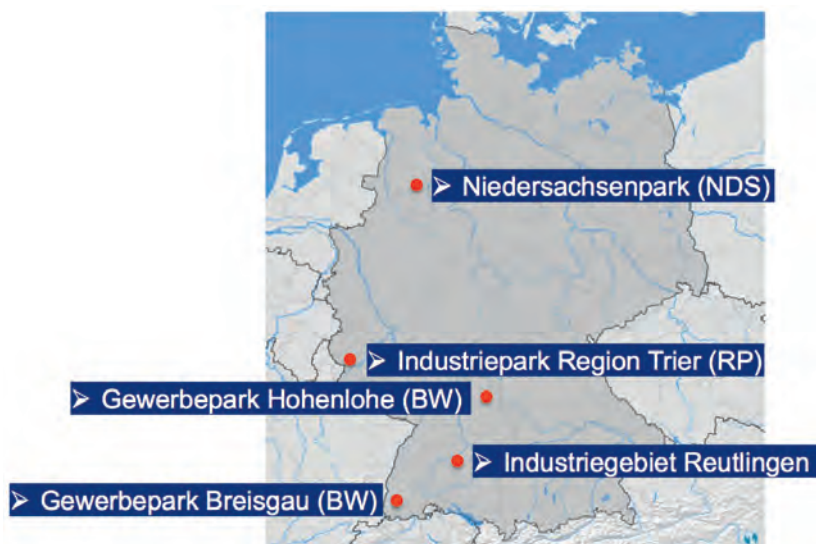 ➢ Niedersachsenpark (NDS)
➢ Industriepark Region Trier (RP)
➢ Gewerbepark Hohenlohe (BW)
➢ Industriegebiet Reutlingen
➢ Gewerbepark Breisgau (BW)